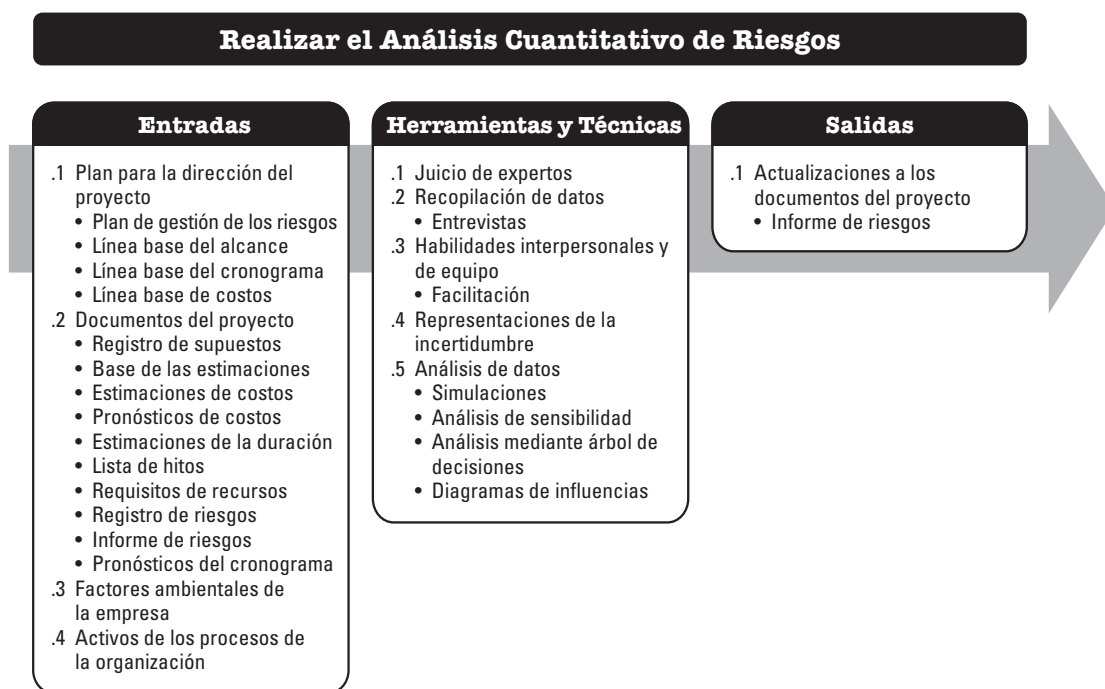 Realizar el Análisis Cuantitativo de Riesgos
Entradas
.1 Plan para la dirección del
proyecto
• Plan de gestión de los riesgos
• Línea base del alcance
• Línea base del cronograma
• Línea base de costos
.2 Documentos del proyecto
• Registro de supuestos
• Base de las estimaciones
• Estimaciones de costos
• Pronósticos de costos
• Estimaciones de la duración
• Lista de hitos
• Requisitos de recursos
• Registro de riesgos
• Informe de riesgos
• Pronósticos del cronograma
.3 Factores ambientales de
la empresa
.4 Activos de los procesos de
la organización
Herramientas y Técnicas
.1 Juicio de expertos
.2 Recopilación de datos
• Entrevistas
.3 Habilidades interpersonales y
de equipo
• Facilitación
.4 Representaciones de la
incertidumbre
.5 Análisis de datos
• Simulaciones
• Análisis de sensibilidad
• Análisis mediante árbol de
decisiones
• Diagramas de influencias
Salidas
.1 Actualizaciones a los
documentos del proyecto
• Informe de riesgos